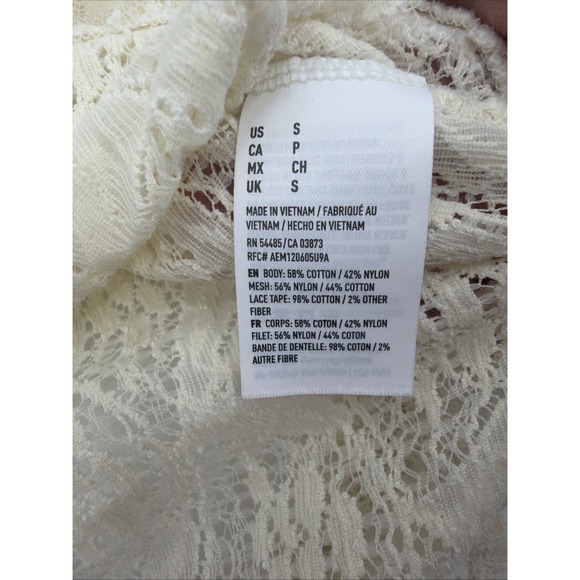 US S
CA P
MX CH
UK S
MADE IN VIETNAM / FABRIQUÉ AU
VIETNAM / HECHO EN VIETNAM
RN 54485/CA 03873
RFC# AEM120605U9A
EN BODY: 58% COTTON / 42% NYLON
MESH: 56% NYLON / 44% COTTON
LACE TAPE: 98% COTTON / 2% OTHER
FIBER
FR CORPS: 58% COTON / 42% NYLON
FILET: 56% NYLON / 44% COTON
BANDE DE DENTELLE: 98% COTON / 2%
AUTRE FIBRE